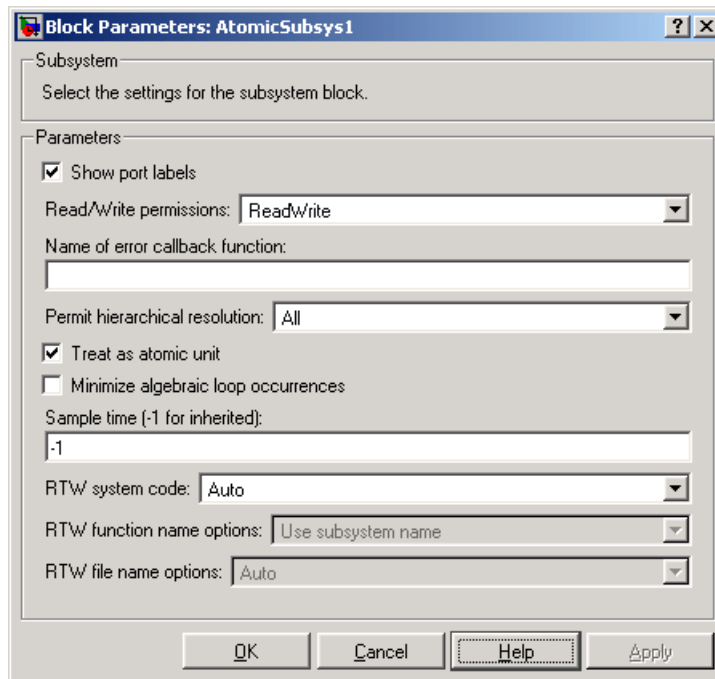 Block Parameters: AtomicSubsys1
Subsystem
Select the settings for the subsystem block.
Parameters
Show port labels
Read/Write permissions: ReadWrite
Name of error callback function:
Permit hierarchical resolution: All
Treat as atomic unit
Minimize algebraic loop occurrences
Sample time (-1 for inherited):
-1
RTW system code: Auto
RTW function name options: Use subsystem name
RTW file name options: Auto
OK Cancel Help Apply